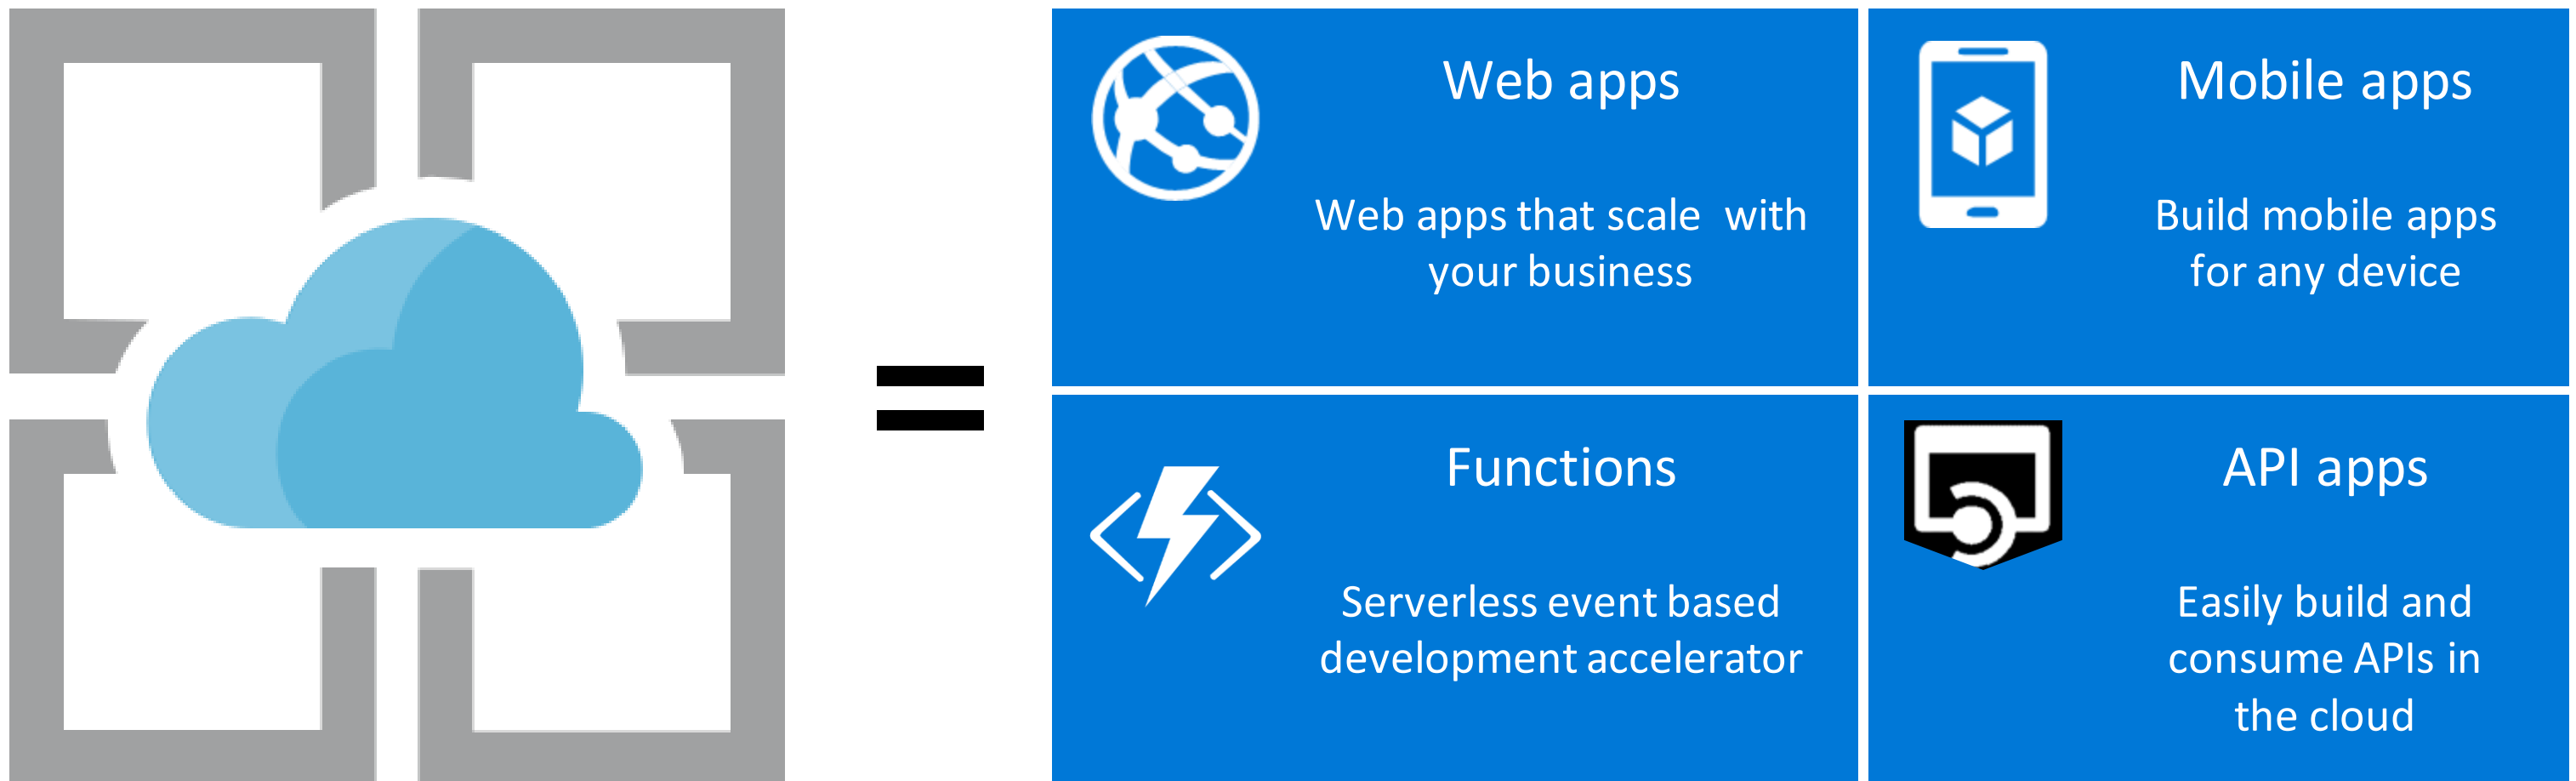 Web apps
Web apps that scale  with
your business
Mobile apps
Build mobile apps
for any device
Functions
Serverless event based
development accelerator
API apps
Easily build and
consume APIs in
the cloud